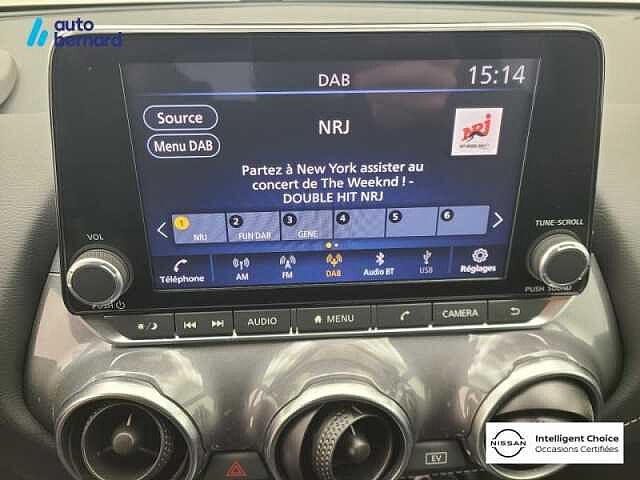 auto
bernard
DAB
15:14
Source
NRJ
NRJ
Menu DAB
Partez à New York assister au
concert de The Weeknd ! -
DOUBLE HIT NRJ
1 2 3 4 5 6
NRJ FUN DAB GENE
VOL
TUNE-SCROLL
Téléphone AM FM DAB Audio BT USB Réglages
PUSH
PUSH SOUND
AUDIO MENU CAMERA
EV
NISSAN
Intelligent Choice
Occasions Certifiées